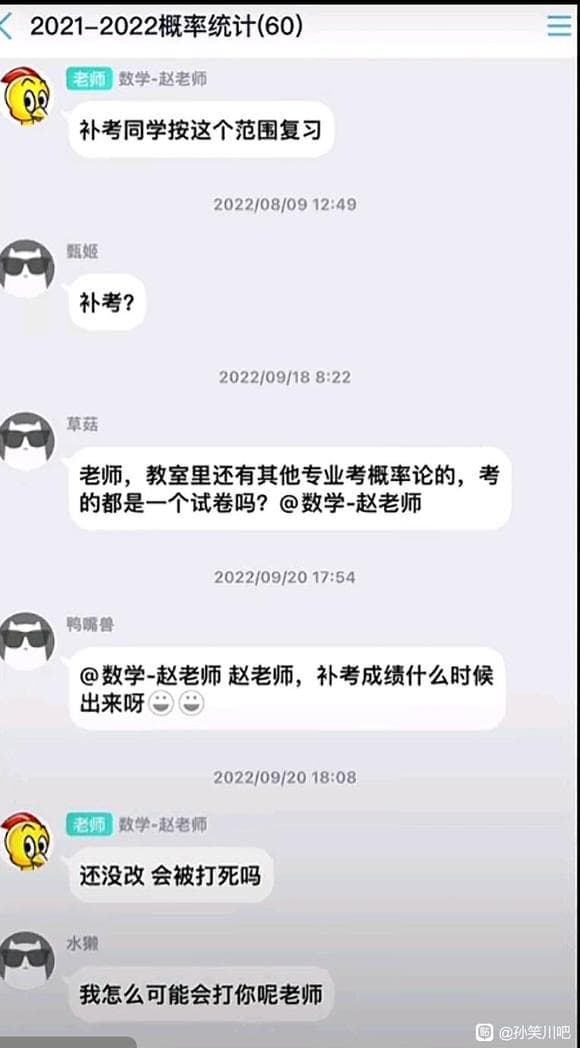 2021-2022概率统计(60)
老师 数学-赵老师
补考同学按这个范围复习
2022/08/09 12:49
甄姬
补考?
2022/09/18 8:22
草菇
老师，教室里还有其他专业考概率论的，考
的都是一个试卷吗？@数学-赵老师
2022/09/20 17:54
鸭嘴兽
@数学-赵老师 赵老师，补考成绩什么时候
出来呀😀😀
2022/09/20 18:08
老师 数学-赵老师
还没改 会被打死吗
水獭
我怎么可能会打你呢老师
贴 @孙笑川吧